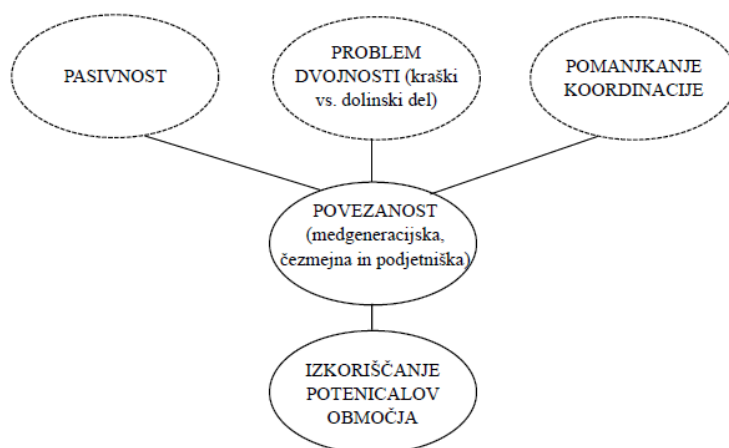 PASIVNOST
PROBLEM
DVOJNOSTI (kraški
vs. dolinski del)
POMANJKANJE
KOORDINACIJE
POVEZANOST
(medgeneracijska,
čezmejna in podjetniška)
IZKORIŠČANJE
POTENICALOV
OBMOČJA